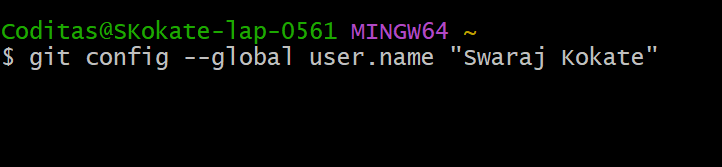 Coditas@SKokate-lap-0561 MINGW64 ~
$ git config --global user.name "Swaraj Kokate"